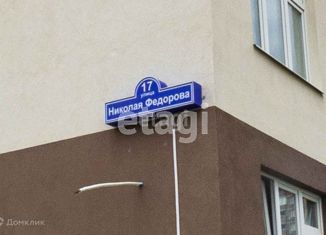 17
улица
Николая Федорова
etagi
Домклик